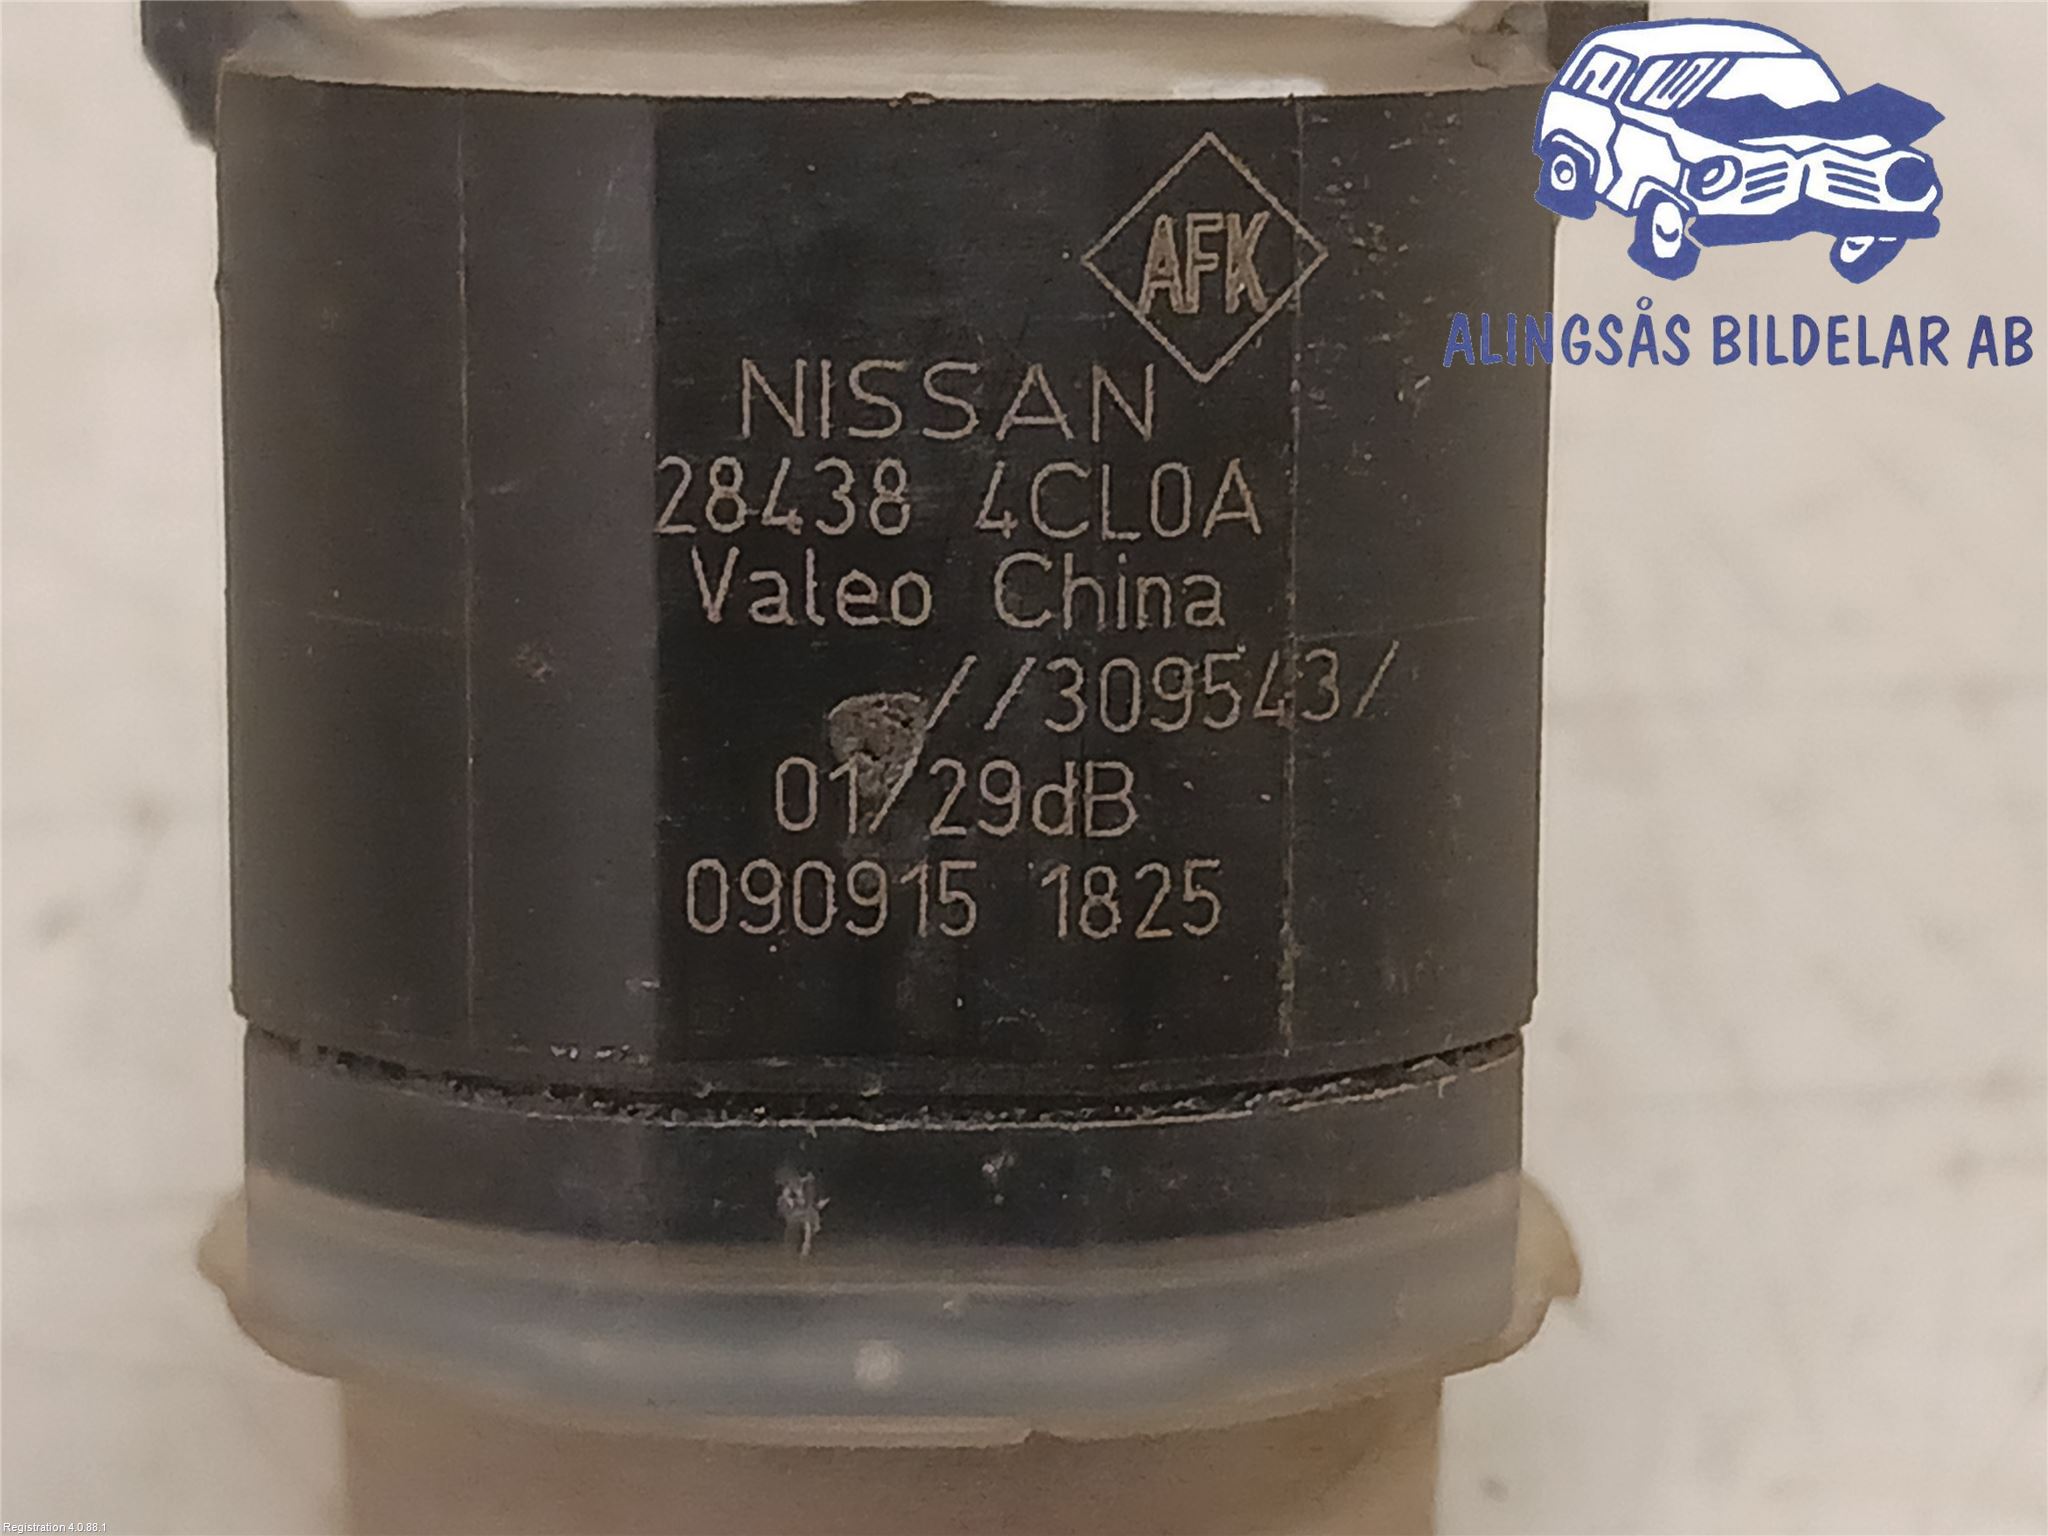 AFK
ALINGSÅS BILDELAR AB
NISSAN
28438 4CL0A
Valeo China
//309543/
01/29dB
090915 1825
Registration 4.0.88.1